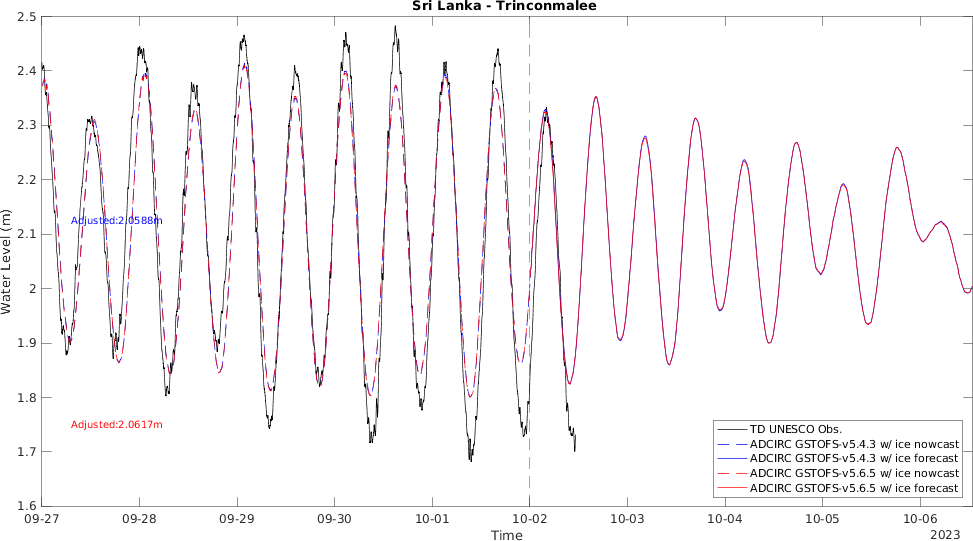 Sri Lanka - Trinconmalee
2.5
2.4
2.3
2.2
2.1
2
1.9
1.8
1.7
1.6
Water Level (m)
Adjusted:2.0588m
Adjusted:2.0617m
TD UNESCO Obs.
ADCIRC GSTOFS-v5.4.3 w/ ice nowcast
ADCIRC GSTOFS-v5.4.3 w/ ice forecast
ADCIRC GSTOFS-v5.6.5 w/ ice nowcast
ADCIRC GSTOFS-v5.6.5 w/ ice forecast
09-27 09-28 09-29 09-30 10-01 10-02 10-03 10-04 10-05 10-06
Time
2023